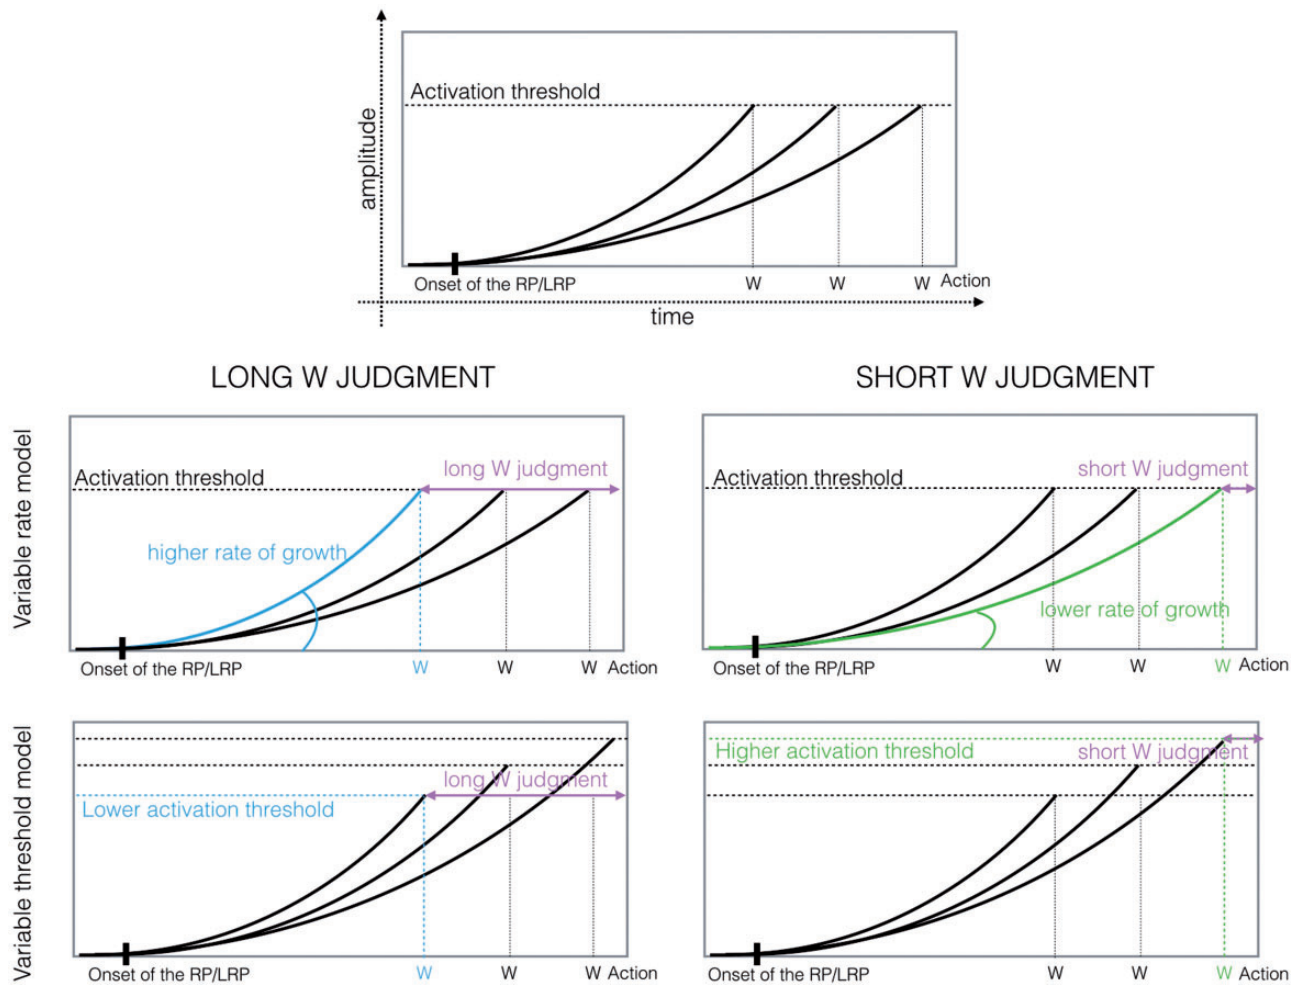 Activation threshold
amplitude
Onset of the RP/LRP W W W Action
time
LONG W JUDGMENT
SHORT W JUDGMENT
Variable rate model
long W judgment
Activation threshold
higher rate of growth
Onset of the RP/LRP W W W Action
short W judgment
Activation threshold
lower rate of growth
Onset of the RP/LRP W W W Action
Variable threshold model
long W judgment
Lower activation threshold
Onset of the RP/LRP W W W Action
Higher activation threshold short W judgment
Onset of the RP/LRP W W W Action